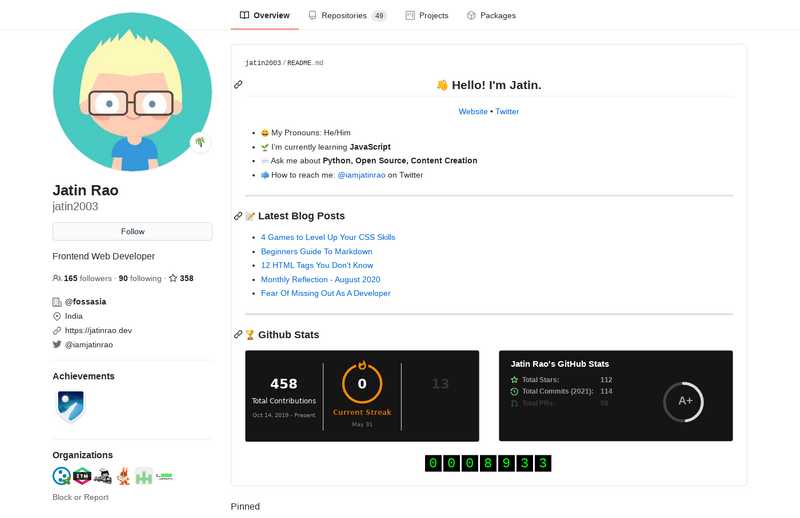 Overview
Repositories 49
Projects
Packages
Jatin Rao
jatin2003
Follow
Frontend Web Developer
165 followers · 90 following · 358
@fossasia
India
https://jatinrao.dev
@iamjatinrao
Achievements
Organizations
Block or Report
jatin2003/README.md
👋 Hello! I'm Jatin.
Website • Twitter
😄 My Pronouns: He/Him
🌱 I'm currently learning JavaScript
💬 Ask me about Python, Open Source, Content Creation
📫 How to reach me: @iamjatinrao on Twitter
📝 Latest Blog Posts
4 Games to Level Up Your CSS Skills
Beginners Guide To Markdown
12 HTML Tags You Don't Know
Monthly Reflection - August 2020
Fear Of Missing Out As A Developer
🏆 Github Stats
458
Total Contributions
Oct 14, 2019 - Present
0
Current Streak
May 31
13
Jatin Rao's GitHub Stats
Total Stars: 112
Total Commits (2021): 114
Total PRs:
A+
0008933
Pinned